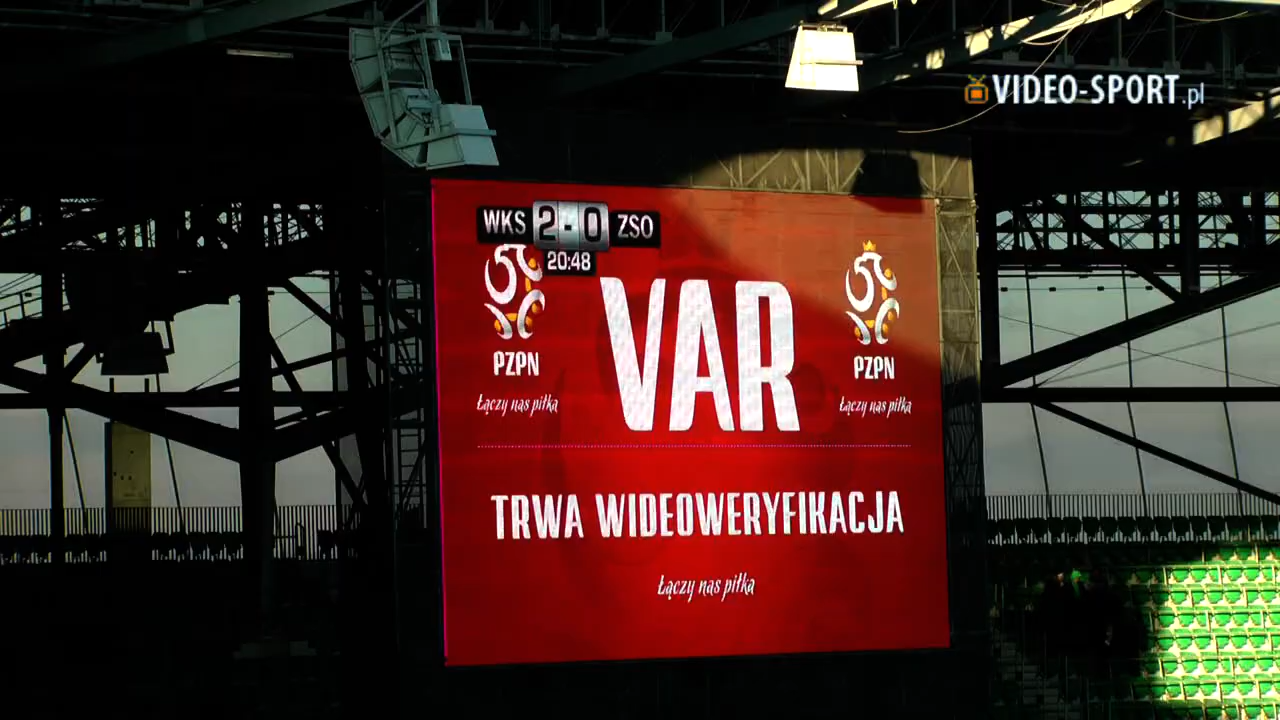 VIDEO-SPORT.pl
WKS 2-0 ZSO
20:48
VAR
PZPN
PZPN
Łączy nas piłka
Łączy nas piłka
TRWA WIDEOWERYFIKACJA
Łączy nas piłka